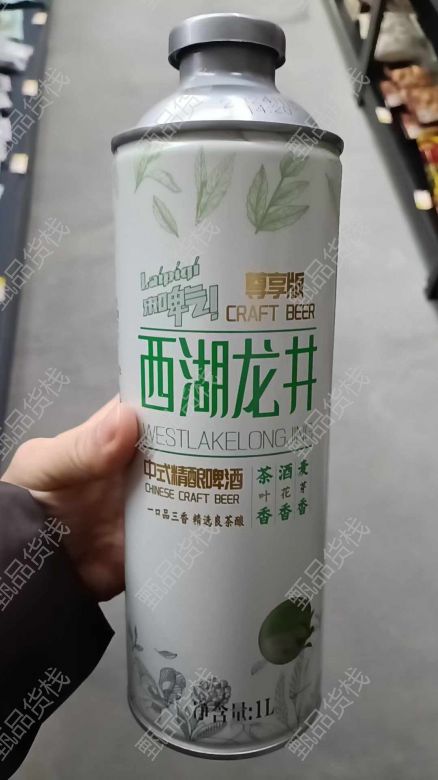 Laipiqi
来啤气!
尊享版
CRAFT BEER
西湖龙井
WESTLAKELONGJING
中式精酿啤酒
CHINESE CRAFT BEER
一口品三香 精选良茶酿
茶叶香
酒花香
麦芽香
净含量:1L
甄品货栈